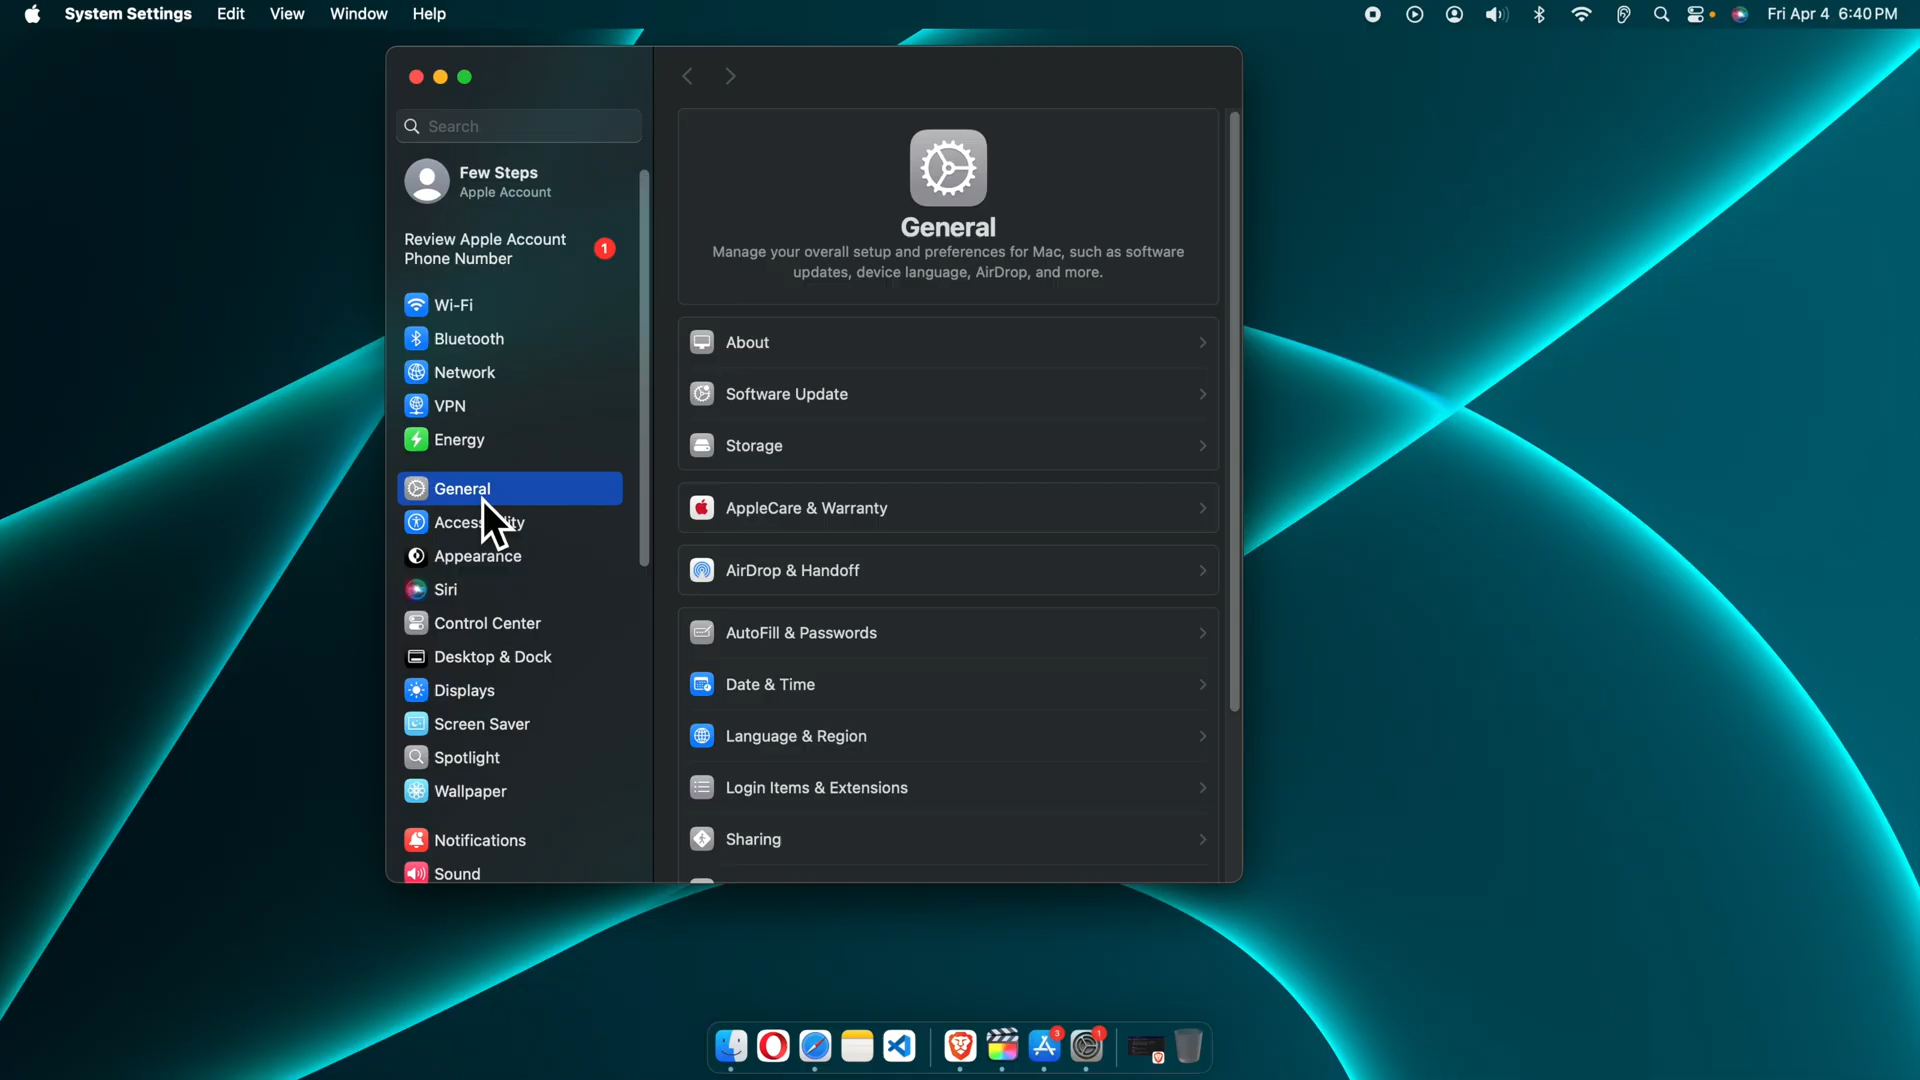 System Settings Edit View Window Help Fri Apr 4 6:40 PM
Search
Few Steps
Apple Account
Review Apple Account
Phone Number
1
Wi-Fi
Bluetooth
Network
VPN
Energy
General
Accessibility
Appearance
Siri
Control Center
Desktop & Dock
Displays
Screen Saver
Spotlight
Wallpaper
Notifications
Sound
General
Manage your overall setup and preferences for Mac, such as software
updates, device language, AirDrop, and more.
About
Software Update
Storage
AppleCare & Warranty
AirDrop & Handoff
AutoFill & Passwords
Date & Time
Language & Region
Login Items & Extensions
Sharing
3
1